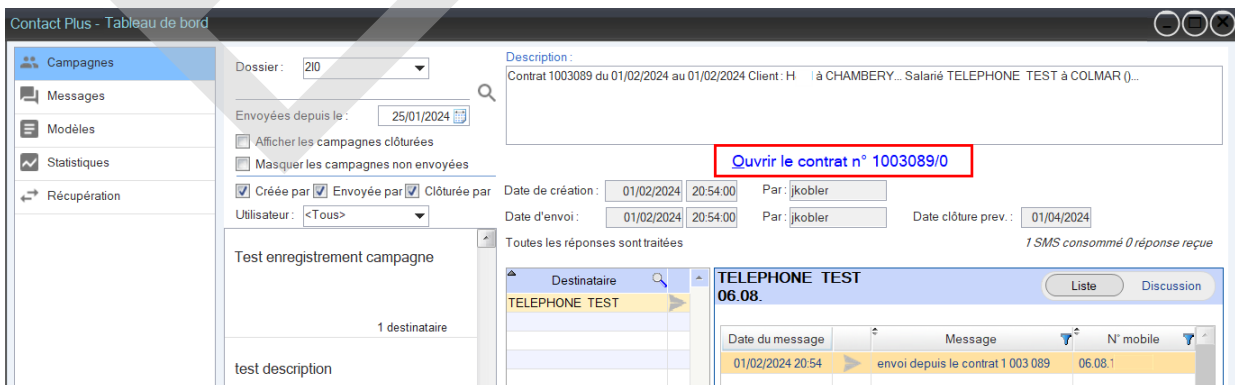 Contact Plus - Tableau de bord
Campagnes
Messages
Modèles
Statistiques
Récupération
Dossier : 2I0
Envoyées depuis le : 25/01/2024
Afficher les campagnes clôturées
Masquer les campagnes non envoyées
Créée par Envoyée par Clôturée par
Utilisateur : <Tous>
Test enregistrement campagne
1 destinataire
test description
Description :
Contrat 1003089 du 01/02/2024 au 01/02/2024 Client : H à CHAMBERY... Salarié TELEPHONE TEST à COLMAR ()...
Ouvrir le contrat n° 1003089/0
Date de création : 01/02/2024 20:54:00 Par : jkobler
Date d'envoi : 01/02/2024 20:54:00 Par : jkobler Date clôture prev. : 01/04/2024
Toutes les réponses sont traitées 1 SMS consommé 0 réponse reçue
Destinataire
TELEPHONE TEST
TELEPHONE TEST
06.08.
Liste Discussion
Date du message Message N° mobile
01/02/2024 20:54 envoi depuis le contrat 1 003 089 06.08.1